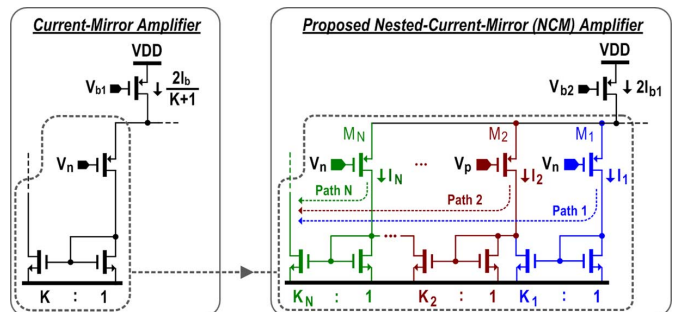 Current-Mirror Amplifier
VDD
Vb1
2Ib
K+1
Vn
K : 1
Proposed Nested-Current-Mirror (NCM) Amplifier
VDD
Vb2
2Ib1
MN
M2
M1
Vn
...
Vp
Vn
IN
I2
I1
Path N
Path 2
Path 1
...
KN : 1
K2 : 1
K1 : 1